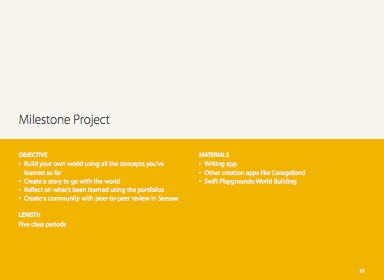 Milestone Project
OBJECTIVE
• Build your own world using all the concepts you've
learned so far
• Create a story to go with the world
• Reflect on what's been learned using the portfolios
• Create a community with peer-to-peer review in Seesaw
LENGTH
Five class periods
MATERIALS
• Writing app
• Other creation apps like GarageBand
• Swift Playgrounds: World Building